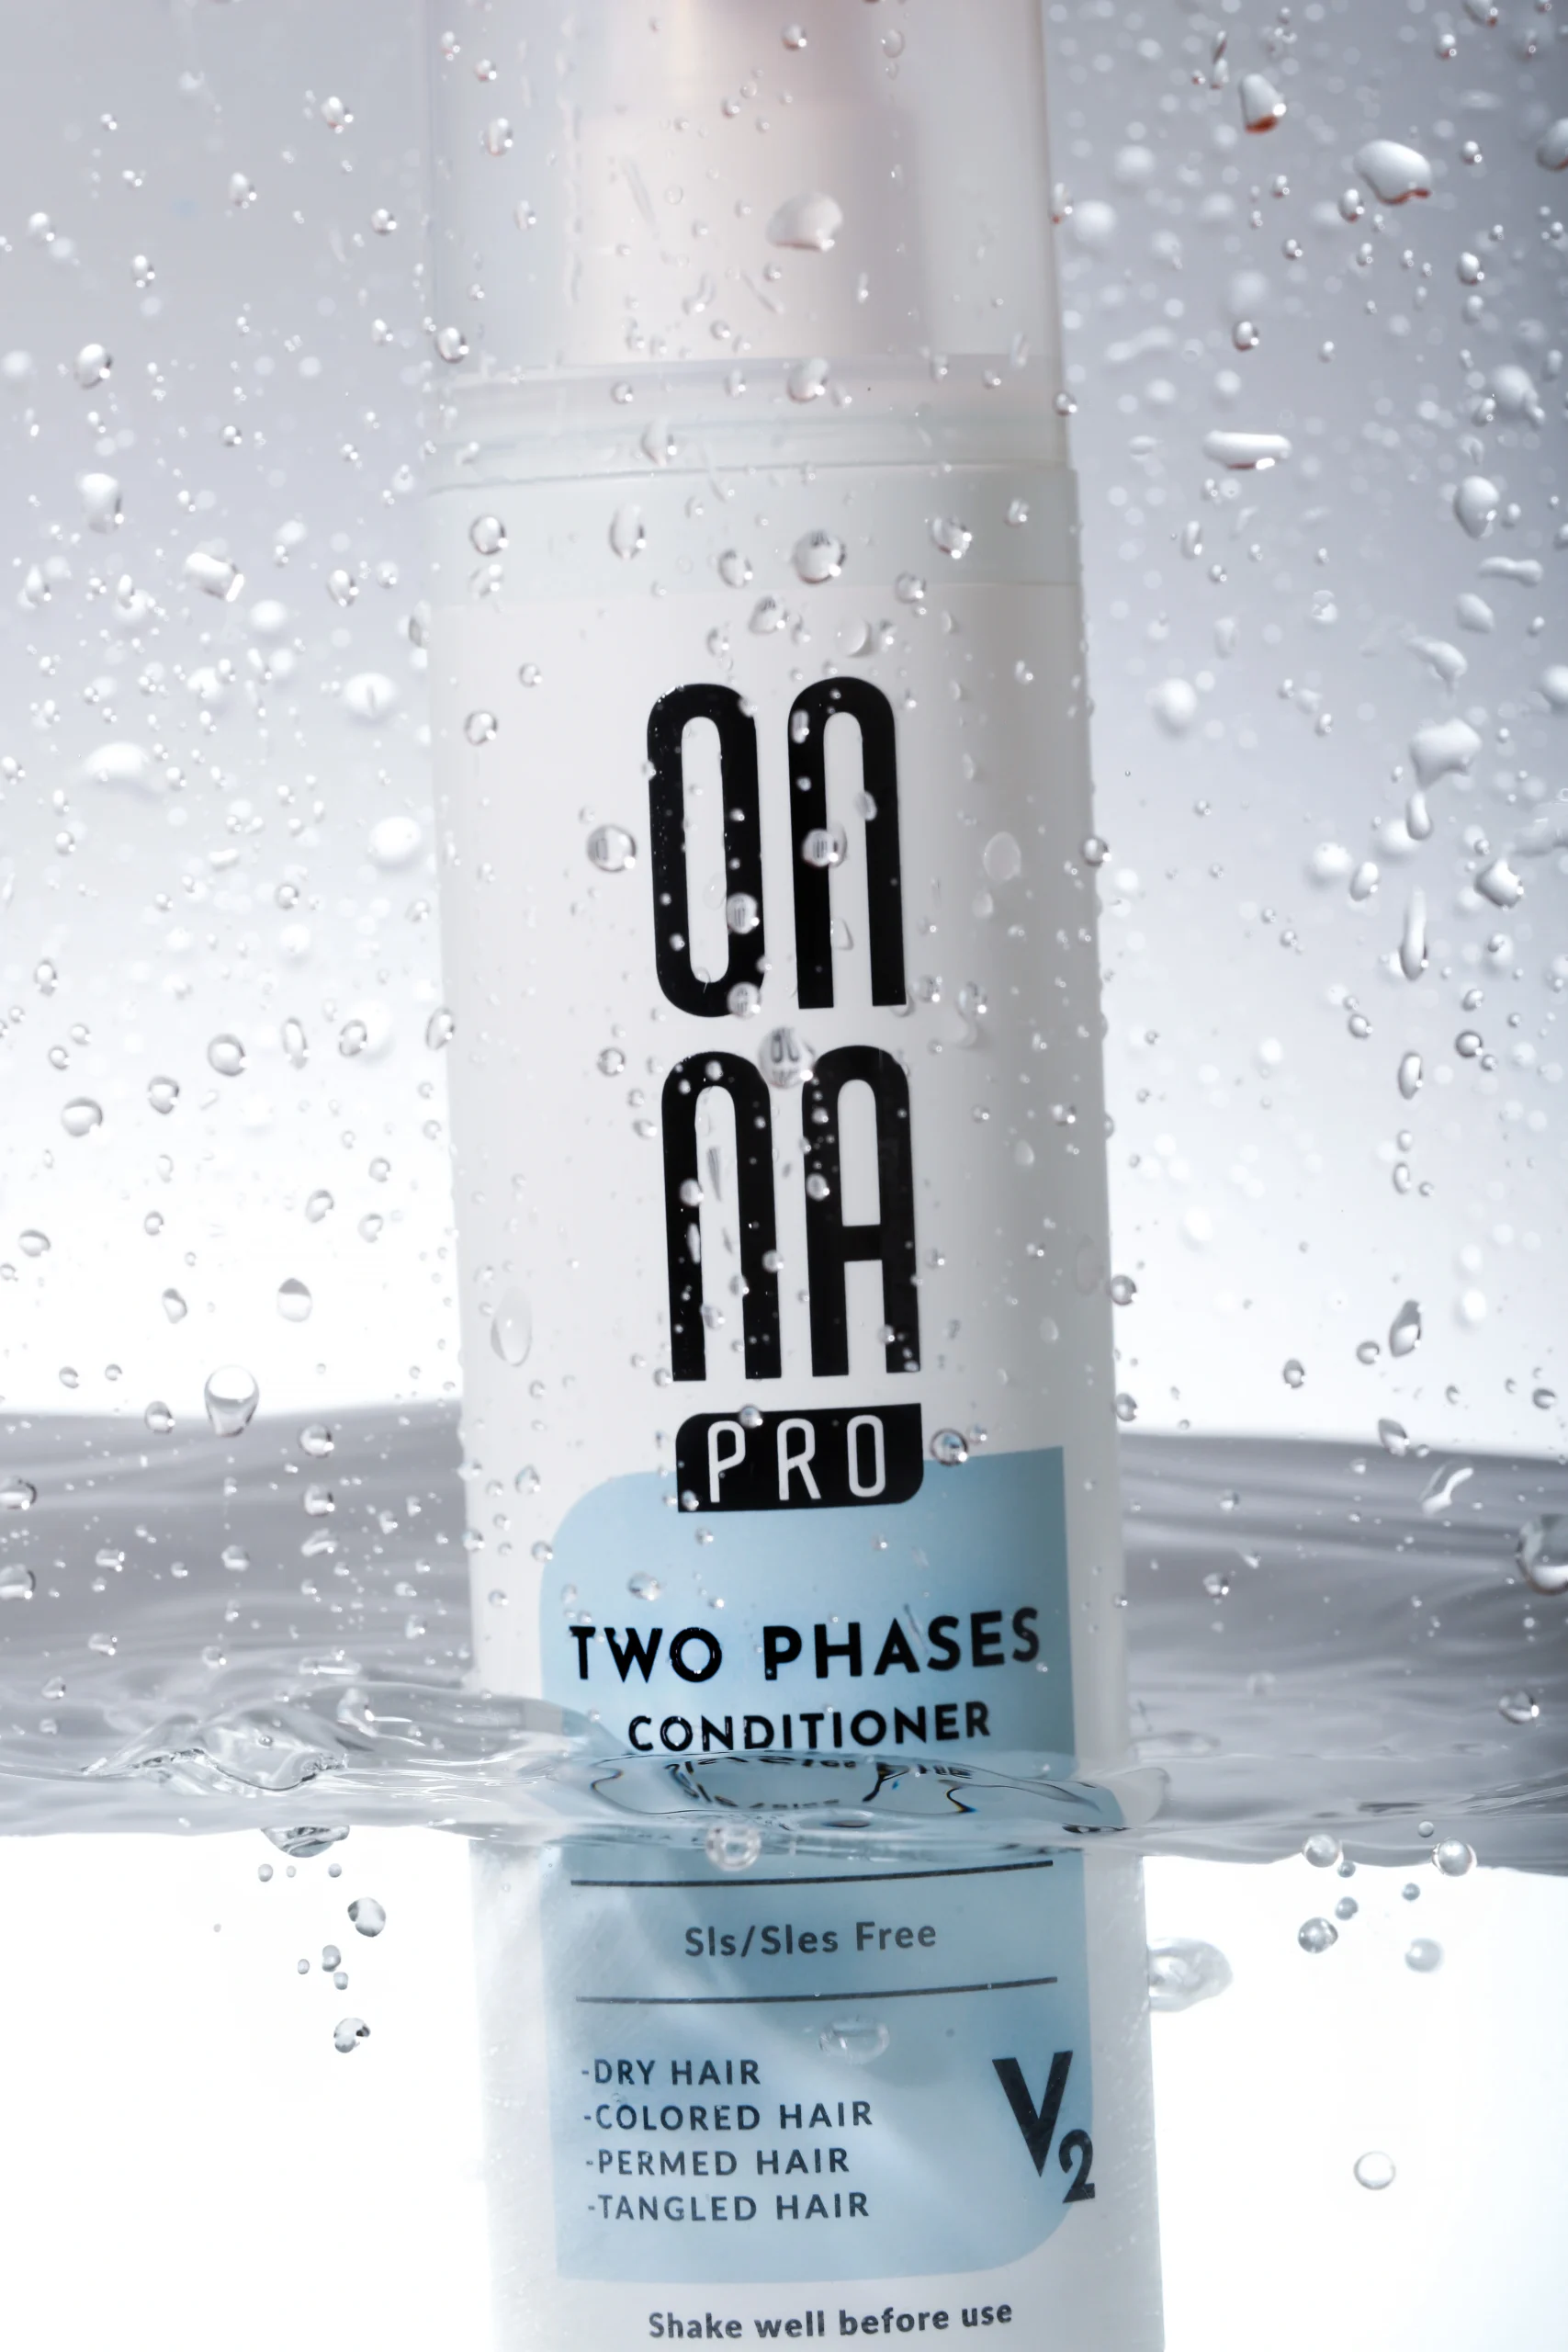 ON
NA
PRO
TWO PHASES
CONDITIONER
Sls/Sles Free
-DRY HAIR
-COLORED HAIR
-PERMED HAIR
-TANGLED HAIR
V2
Shake well before use